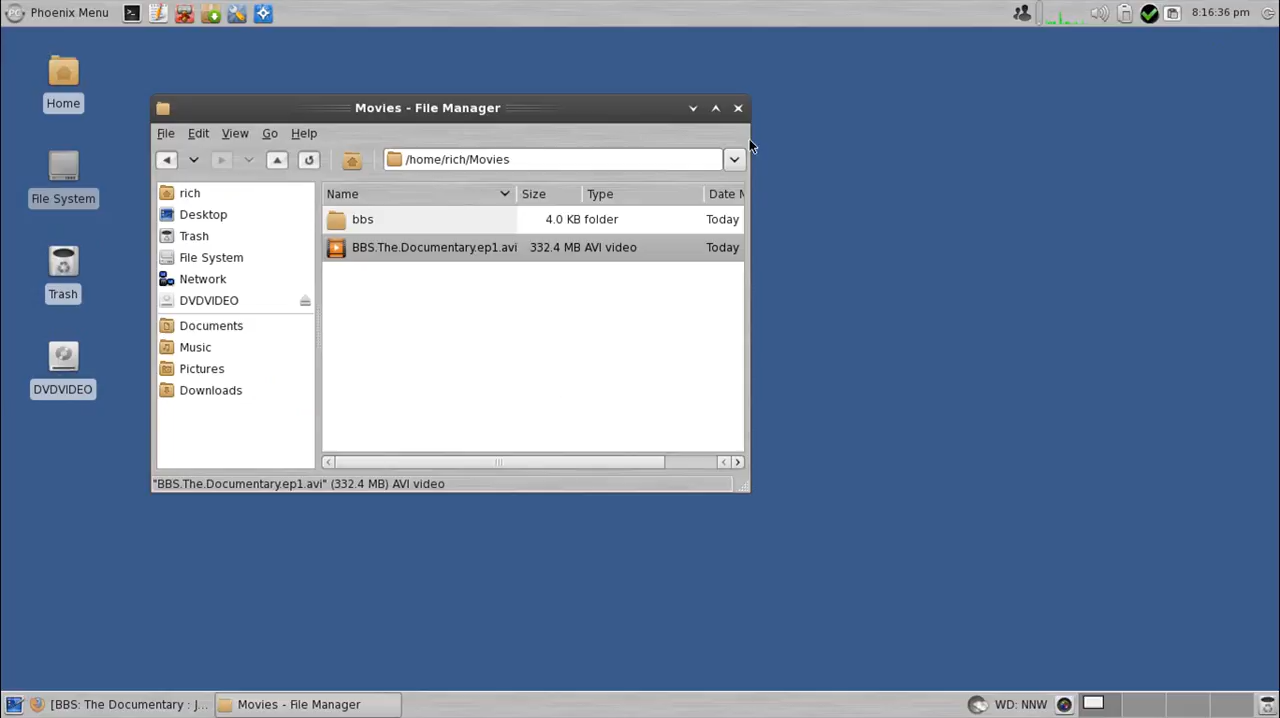 Phoenix Menu 8:16:36 pm
Home
File System
Trash
DVDVIDEO
Movies - File Manager
File Edit View Go Help
/home/rich/Movies
rich
Desktop
Trash
File System
Network
DVDVIDEO
Documents
Music
Pictures
Downloads
Name Size Type Date M
bbs 4.0 KB folder Today
BBS.The.Documentary.ep1.avi 332.4 MB AVI video Today
"BBS.The.Documentary.ep1.avi" (332.4 MB) AVI video
[BBS: The Documentary : J... Movies - File Manager WD: NNW